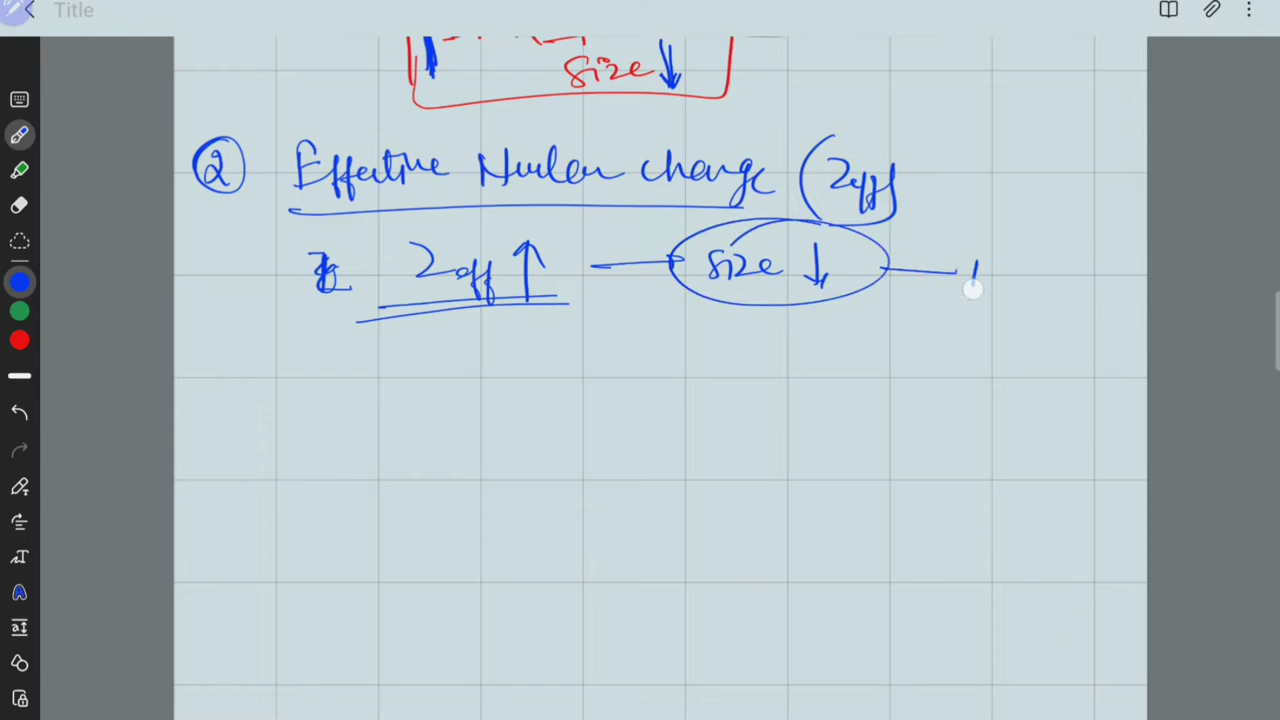 Title
size ↓
② Effective Nuclear charge (Zeff)
Zeff ↑ — size ↓ —